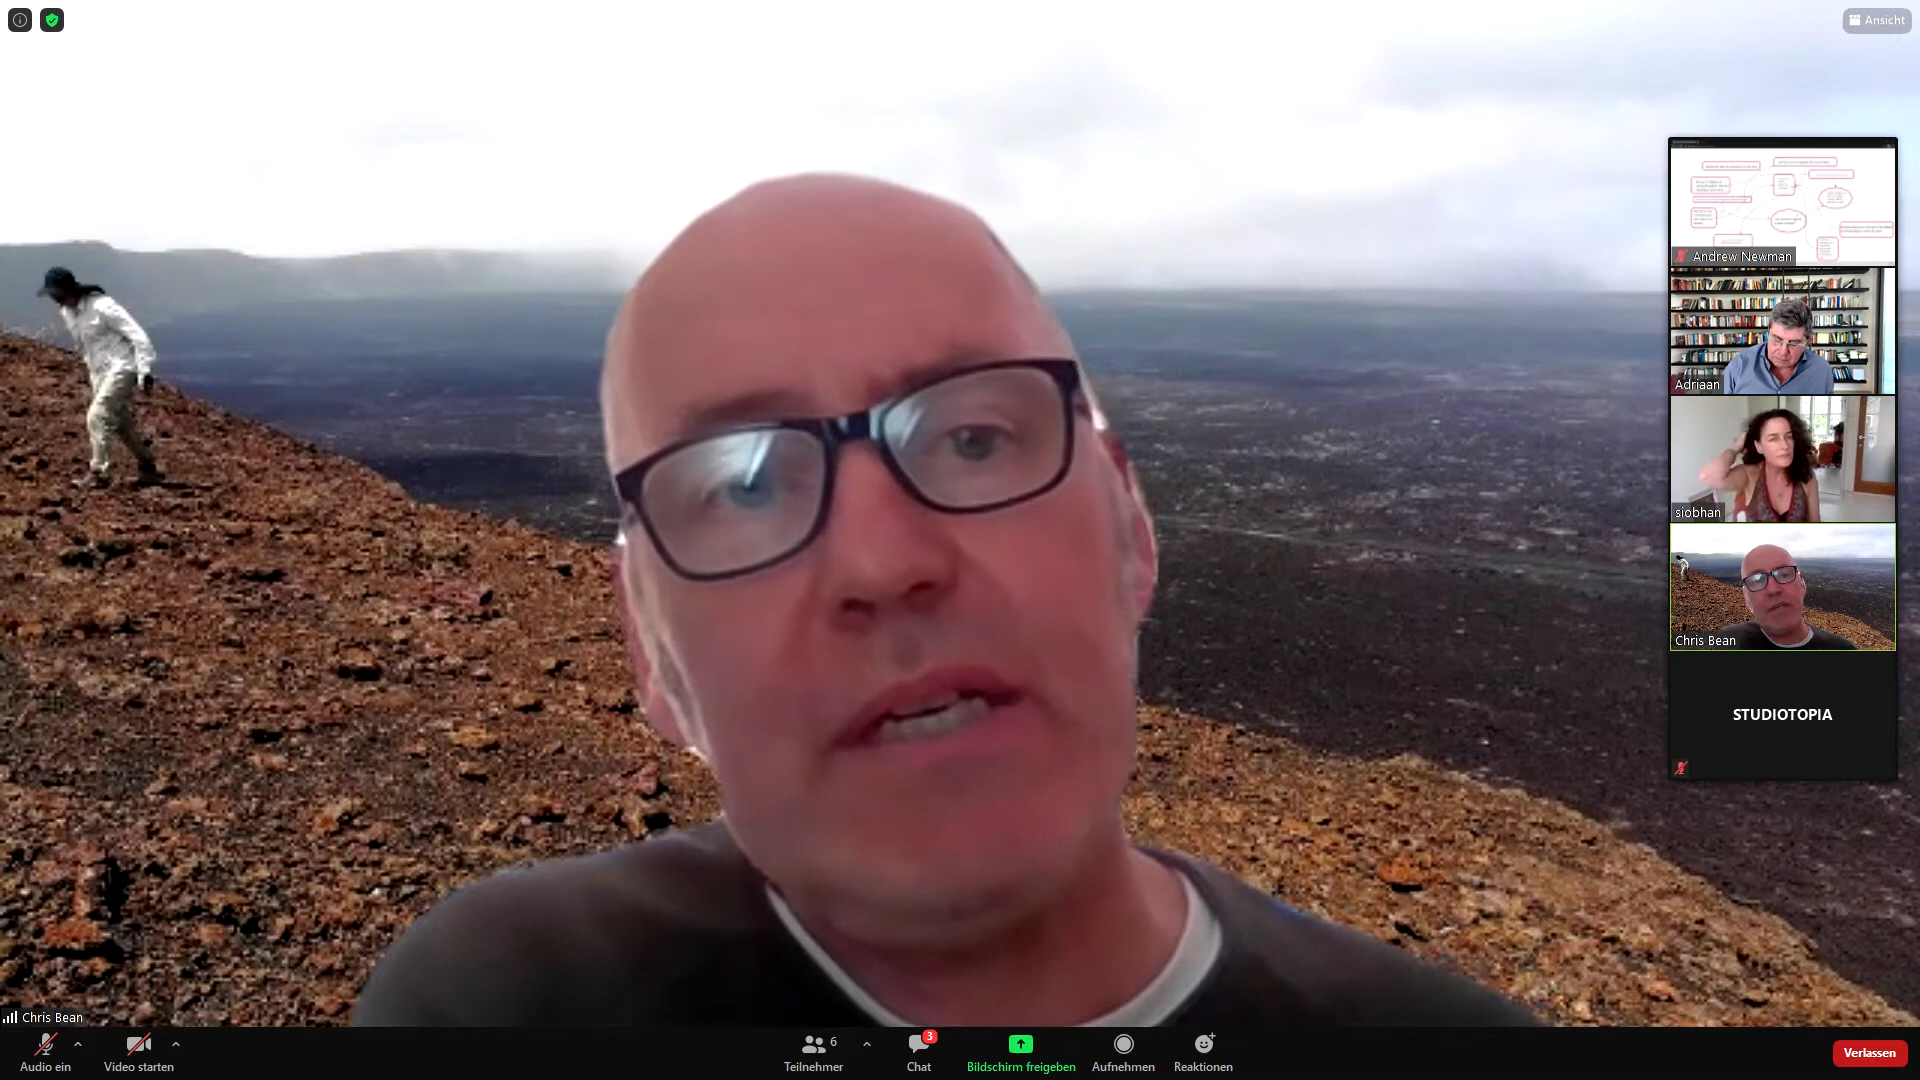 Ansicht
Andrew Newman
Adriaan
siobhan
Chris Bean
STUDIOTOPIA
Chris Bean
Audio ein
Video starten
6
Teilnehmer
3
Chat
Bildschirm freigeben
Aufnehmen
Reaktionen
Verlassen